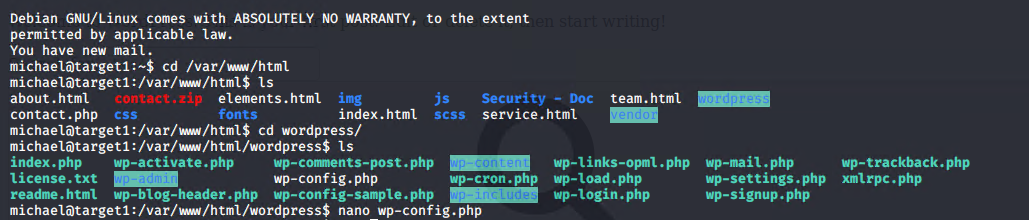 Debian GNU/Linux comes with ABSOLUTELY NO WARRANTY, to the extent
permitted by applicable law.
You have new mail.
michael@target1:~$ cd /var/www/html
michael@target1:/var/www/html$ ls
about.html contact.zip elements.html img js Security - Doc team.html wordpress
contact.php css fonts index.html scss service.html vendor
michael@target1:/var/www/html$ cd wordpress/
michael@target1:/var/www/html/wordpress$ ls
index.php wp-activate.php wp-comments-post.php wp-content wp-links-opml.php wp-mail.php wp-trackback.php
license.txt wp-admin wp-config.php wp-cron.php wp-load.php wp-settings.php xmlrpc.php
readme.html wp-blog-header.php wp-config-sample.php wp-includes wp-login.php wp-signup.php
michael@target1:/var/www/html/wordpress$ nano wp-config.php